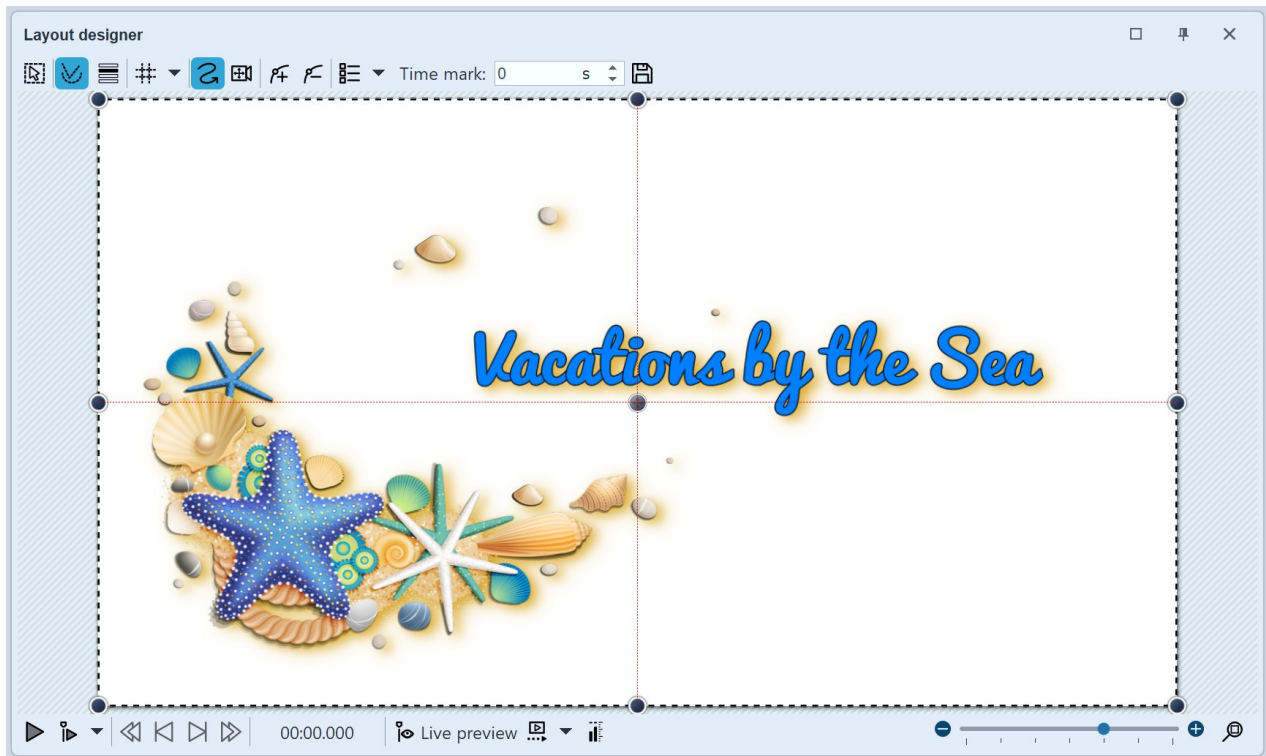 Layout designer
Time mark: 0 s
Vacations by the Sea
00:00.000 Live preview